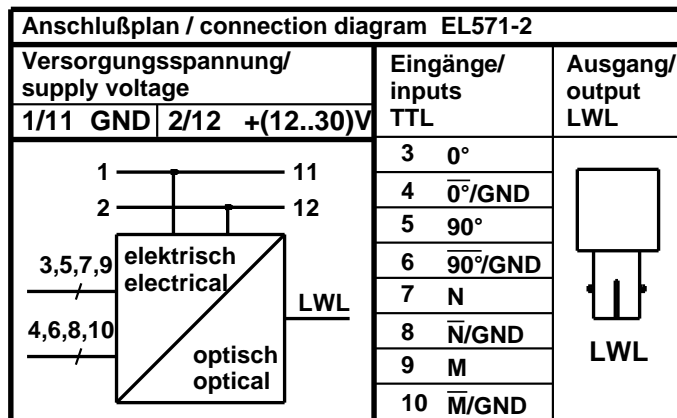 Anschlußplan / connection diagram EL571-2
Versorgungsspannung/
supply voltage
1/11 GND 2/12 +(12..30)V
Eingänge/
inputs
TTL
Ausgang/
output
LWL
1 11
2 12
3,5,7,9
4,6,8,10
elektrisch
electrical
optisch
optical
LWL
3 0°
4 0̅°̅/GND
5 90°
6 9̅0̅°̅/GND
7 N
8 N̅/GND
9 M
10 M̅/GND
LWL